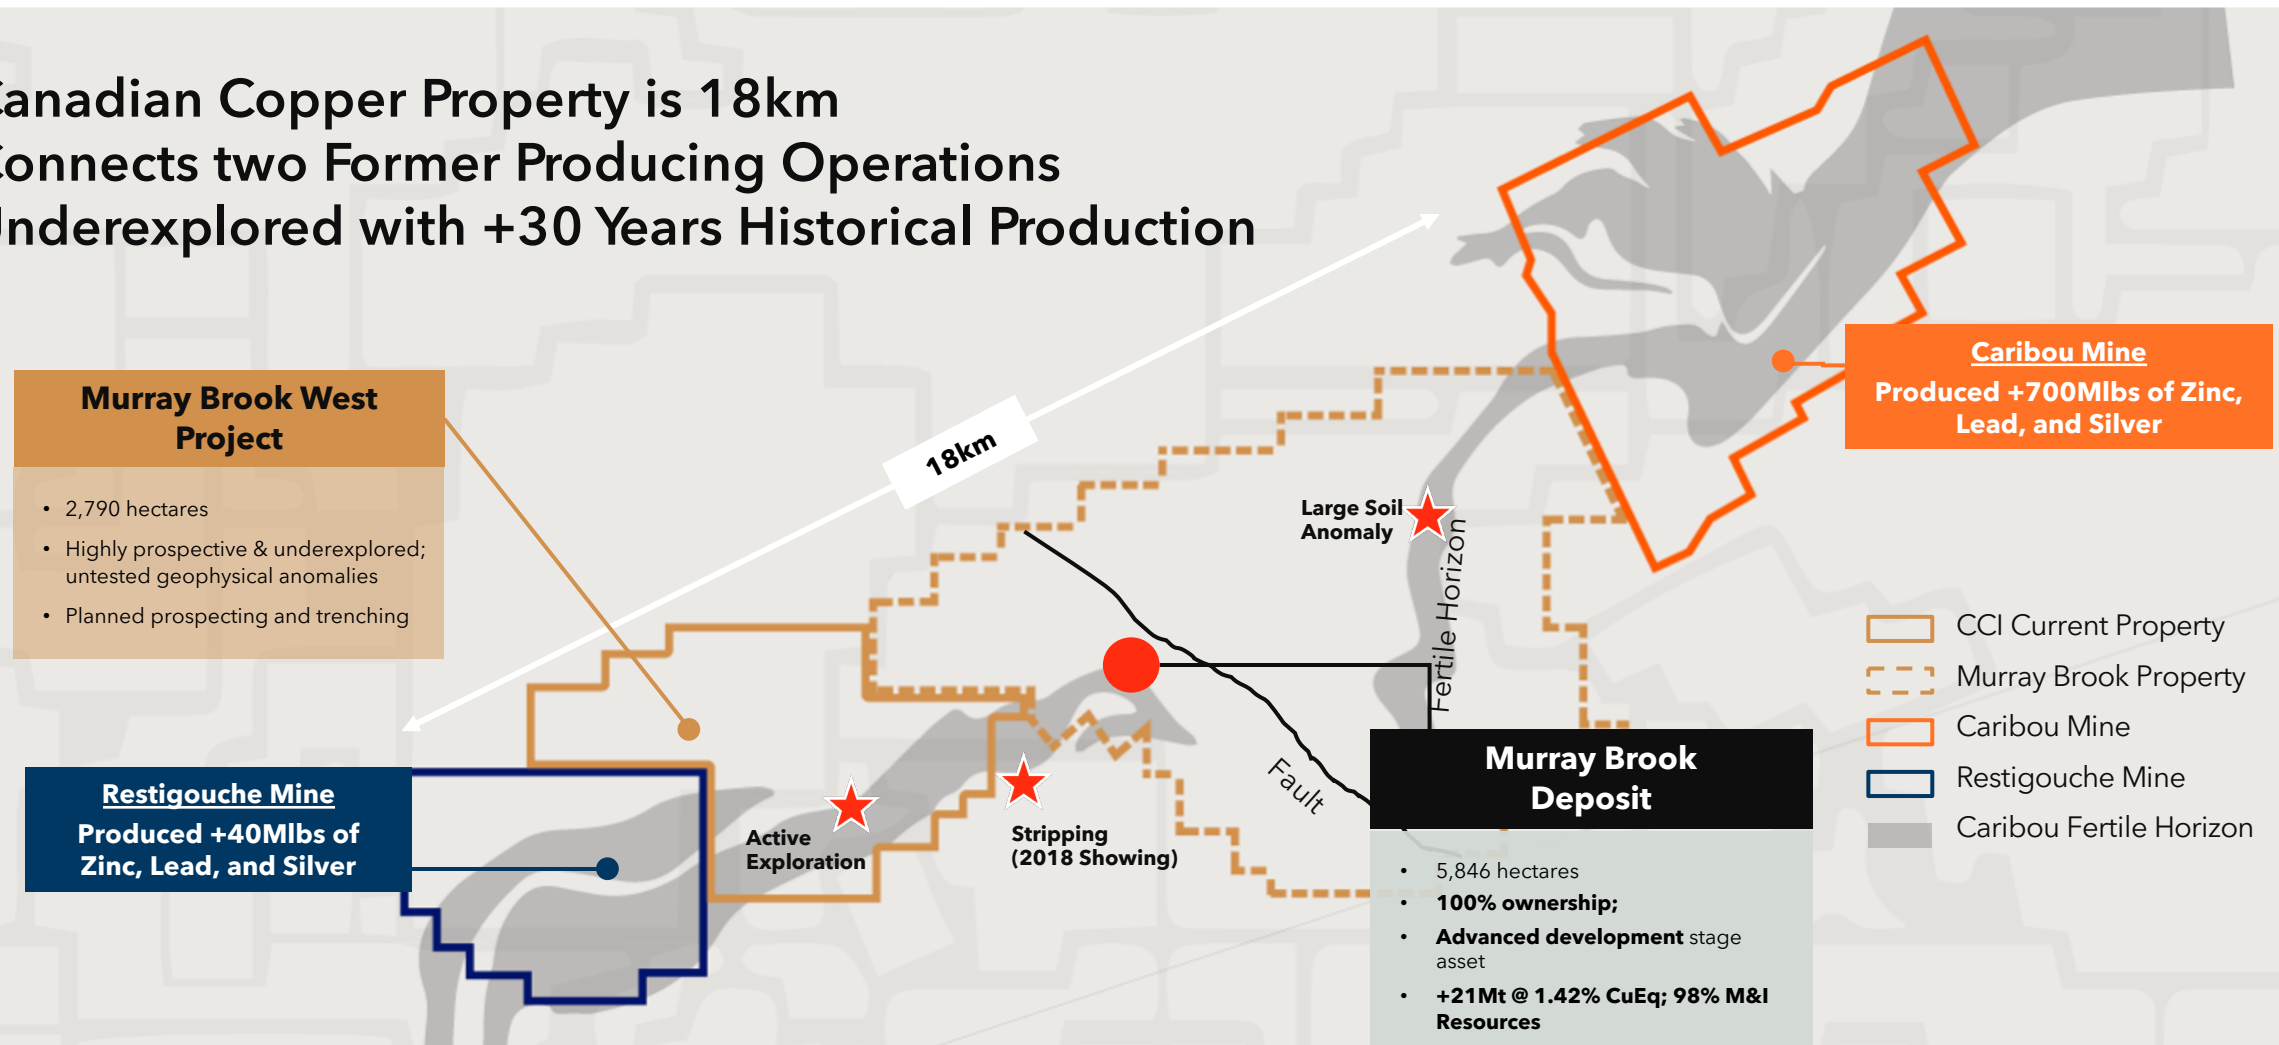 Canadian Copper Property is 18km
Connects two Former Producing Operations
Underexplored with +30 Years Historical Production
18km
Murray Brook West
Project
• 2,790 hectares
• Highly prospective & underexplored;
untested geophysical anomalies
• Planned prospecting and trenching
Caribou Mine
Produced +700Mlbs of Zinc,
Lead, and Silver
Large Soil
Anomaly
Fertile Horizon
Fault
Restigouche Mine
Produced +40Mlbs of
Zinc, Lead, and Silver
Active
Exploration
Stripping
(2018 Showing)
Murray Brook
Deposit
• 5,846 hectares
• 100% ownership;
• Advanced development stage
asset
• +21Mt @ 1.42% CuEq; 98% M&I
Resources
CCI Current Property
Murray Brook Property
Caribou Mine
Restigouche Mine
Caribou Fertile Horizon